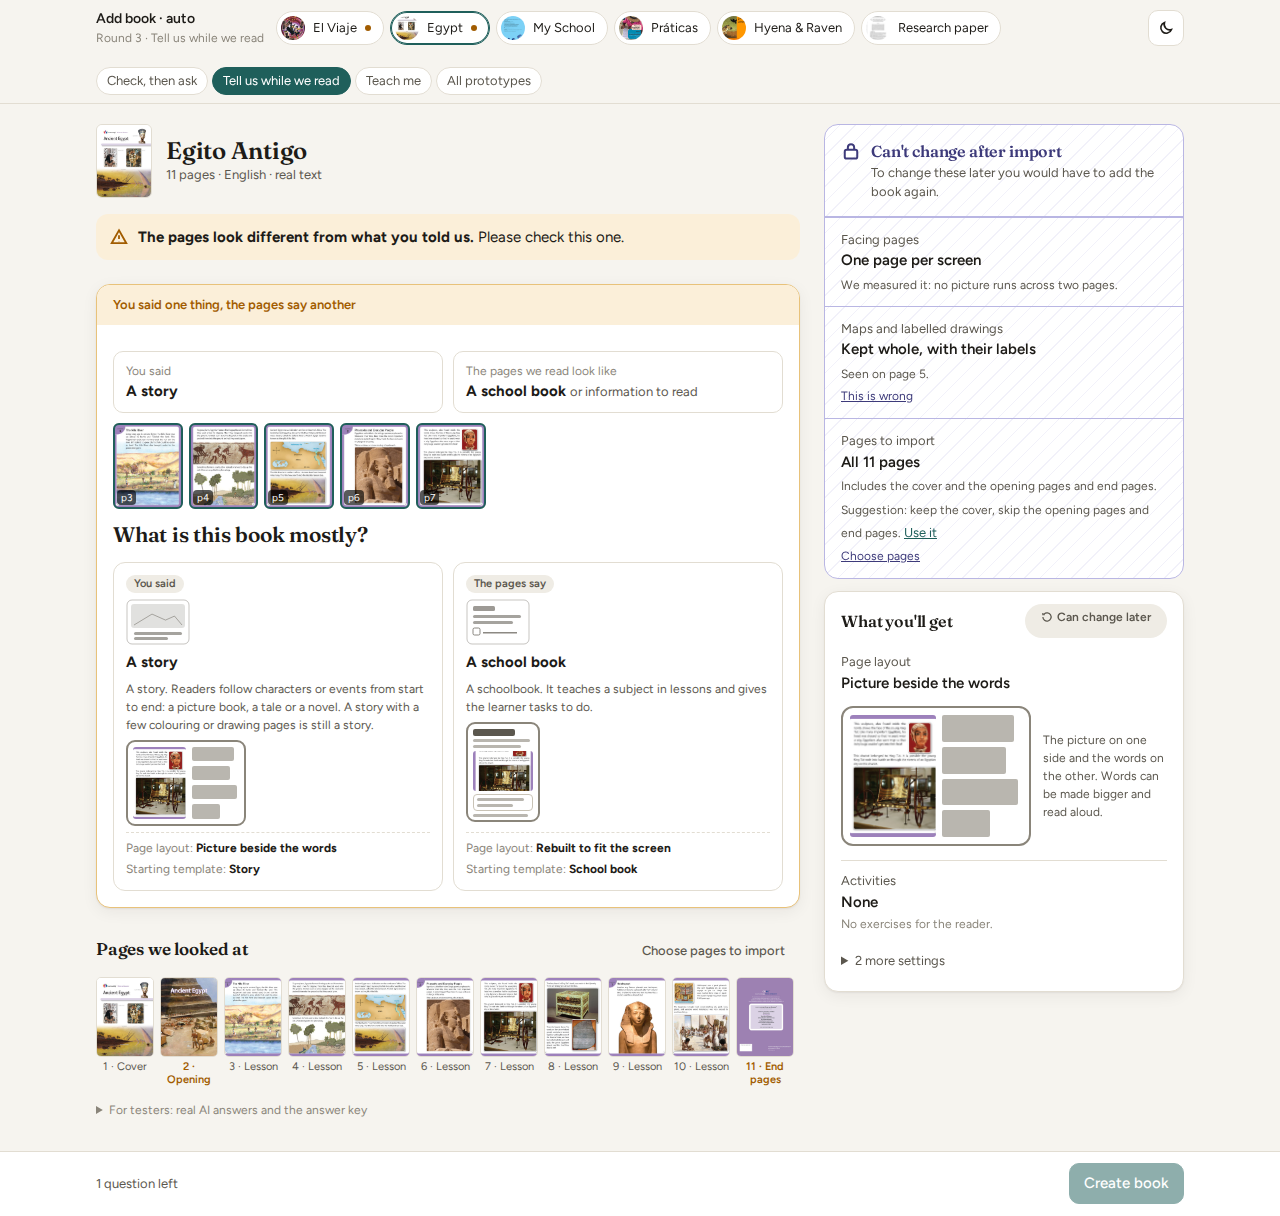 Add book · auto
Round 3 · Tell us while we read
El Viaje
Egypt
My School
Práticas
Hyena & Raven
Research paper
Check, then ask
Tell us while we read
Teach me
All prototypes
Egito Antigo
11 pages · English · real text
The pages look different from what you told us. Please check this one.
You said one thing, the pages say another
You said
A story
The pages we read look like
A school book or information to read
p3
p4
p5
p6
p7
What is this book mostly?
You said
A story
A story. Readers follow characters or events from start
to end: a picture book, a tale or a novel. A story with a
few colouring or drawing pages is still a story.
Page layout: Picture beside the words
Starting template: Story
The pages say
A school book
A schoolbook. It teaches a subject in lessons and gives
the learner tasks to do.
Page layout: Rebuilt to fit the screen
Starting template: School book
Pages we looked at
Choose pages to import
Ancient Egypt
Ancient Egypt
1 · Cover
2 ·
Opening
3 · Lesson
4 · Lesson
5 · Lesson
6 · Lesson
7 · Lesson
8 · Lesson
9 · Lesson
10 · Lesson
11 · End
pages
For testers: real AI answers and the answer key
Can't change after import
To change these later you would have to add the
book again.
Facing pages
One page per screen
We measured it: no picture runs across two pages.
Maps and labelled drawings
Kept whole, with their labels
Seen on page 5.
This is wrong
Pages to import
All 11 pages
Includes the cover and the opening pages and end pages.
Suggestion: keep the cover, skip the opening pages and
end pages. Use it
Choose pages
What you'll get
Can change later
Page layout
Picture beside the words
The picture on one
side and the words on
the other. Words can
be made bigger and
read aloud.
Activities
None
No exercises for the reader.
2 more settings
1 question left
Create book